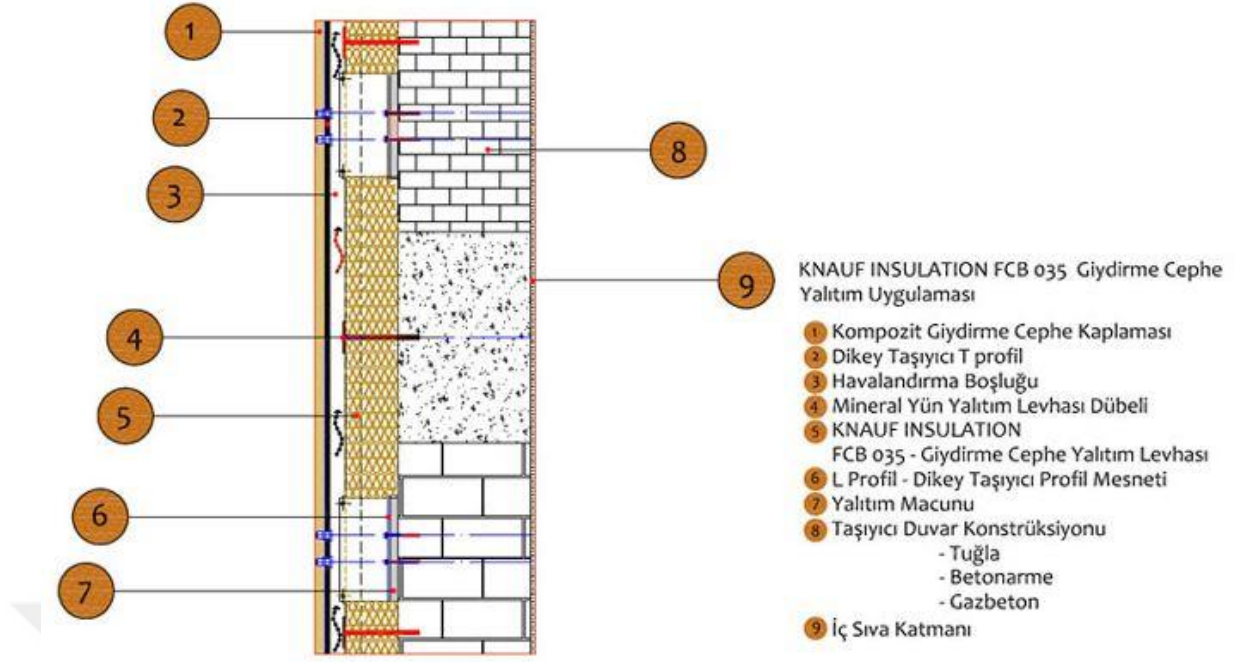 1
2
3
4
5
6
7
8
9
KNAUF INSULATION FCB 035 Giydirme Cephe
Yalıtım Uygulaması
1 Kompozit Giydirme Cephe Kaplaması
2 Dikey Taşıyıcı T profil
3 Havalandırma Boşluğu
4 Mineral Yün Yalıtım Levhası Dübeli
5 KNAUF INSULATION
FCB 035 - Giydirme Cephe Yalıtım Levhası
6 L Profil - Dikey Taşıyıcı Profil Mesneti
7 Yalıtım Macunu
8 Taşıyıcı Duvar Konstrüksiyonu
- Tuğla
- Betonarme
- Gazbeton
9 İç Sıva Katmanı